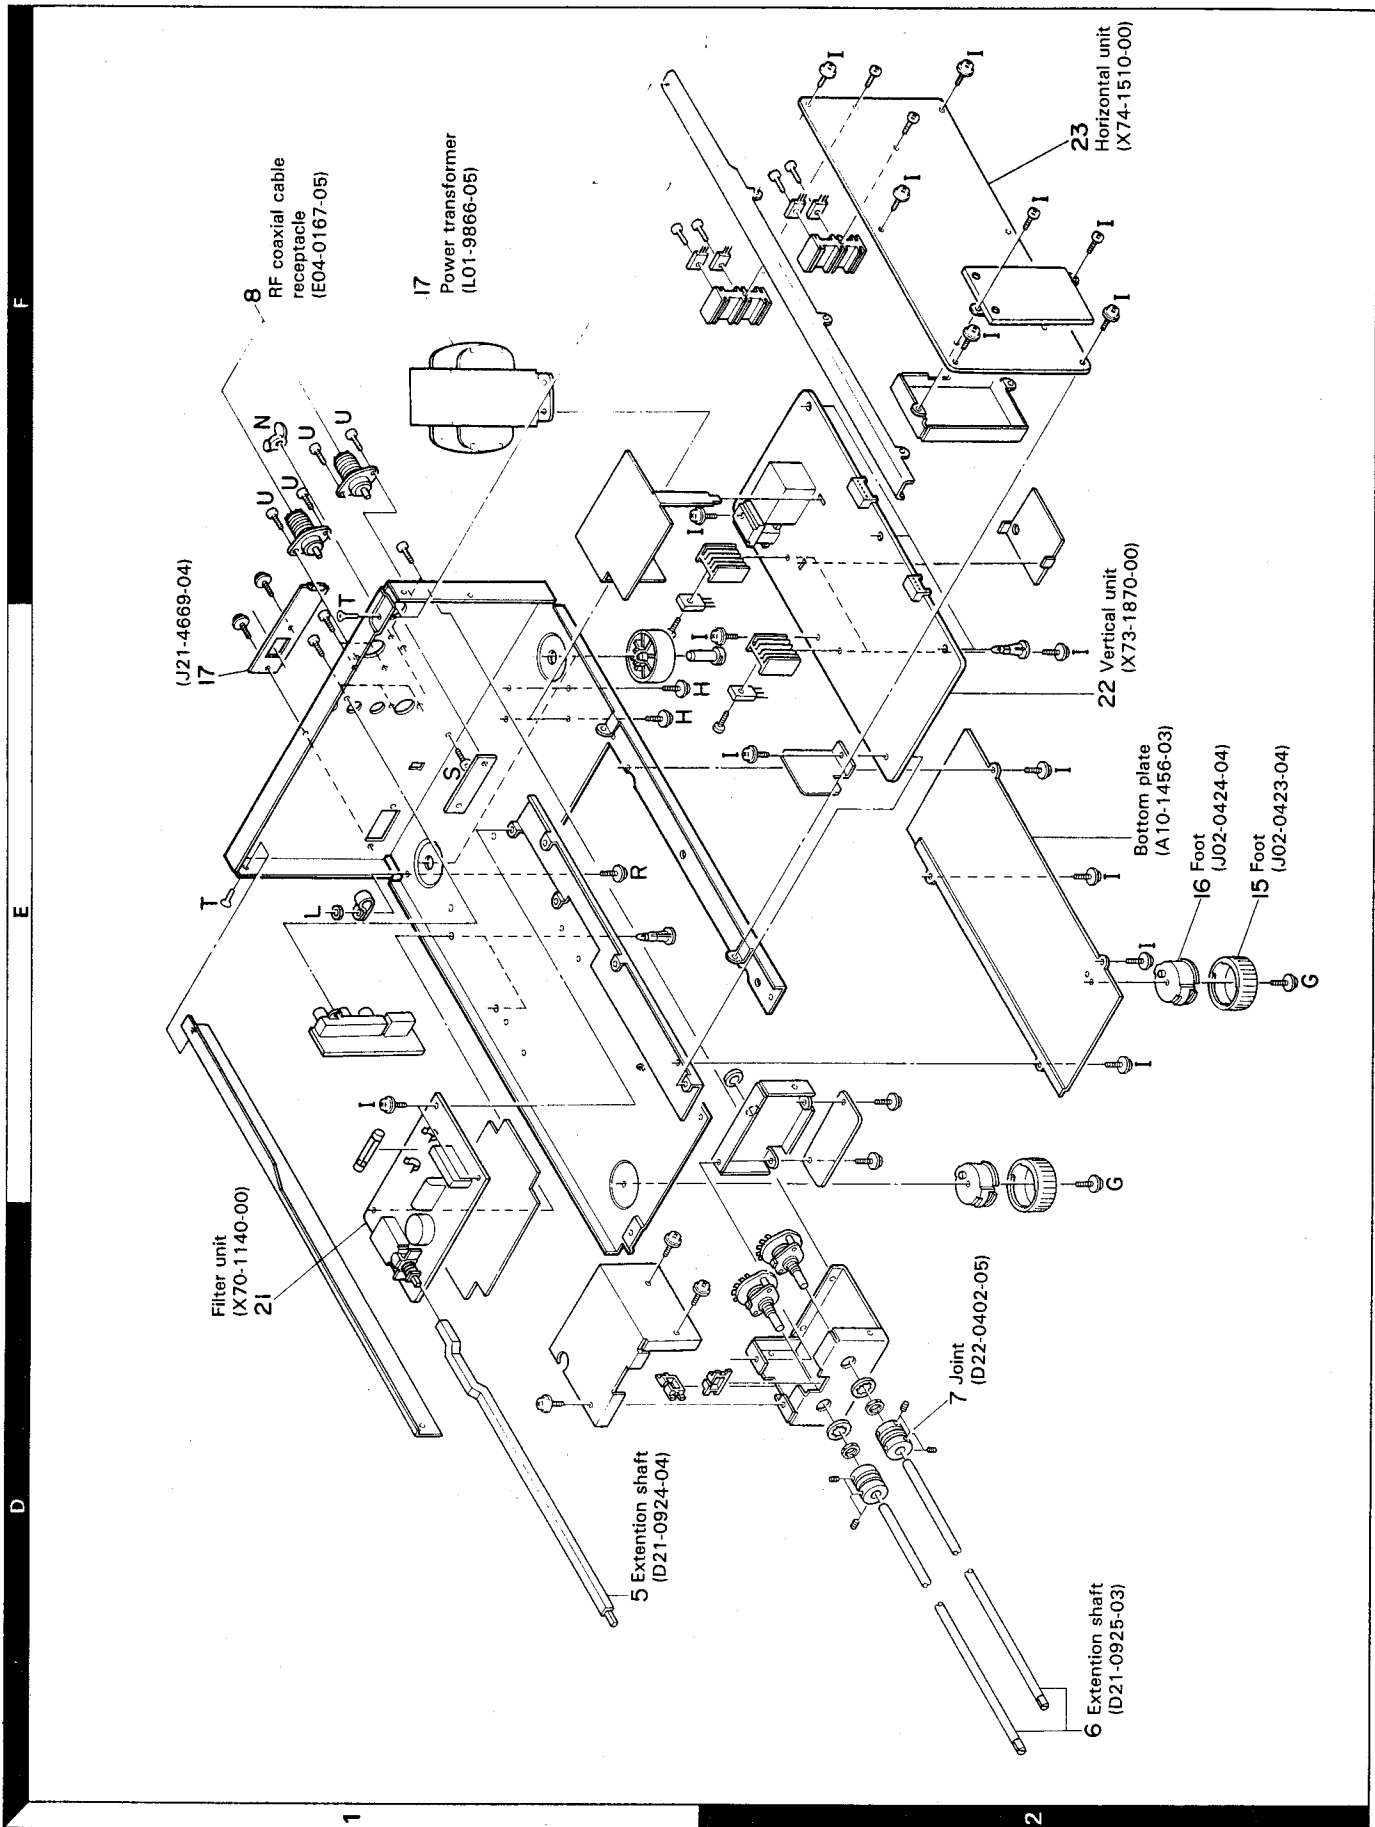 D
E
F
1
2
Filter unit
(X70-1140-00)
21
5 Extention shaft
(D21-0924-04)
6 Extention shaft
(D21-0925-03)
7 Joint
(D22-0402-05)
(J21-4669-04)
17
8
RF coaxial cable
receptacle
(E04-0167-05)
17
Power transformer
(L01-9866-05)
22 Vertical unit
(X73-1870-00)
23
Horizontal unit
(X74-1510-00)
Bottom plate
(A10-1456-03)
16 Foot
(J02-0424-04)
15 Foot
(J02-0423-04)
T
L
I
T
S
R
H
H
U
U
N
U
U
I
I
I
I
I
I
I
I
I
G
G
I
I
I
I
I
I
I